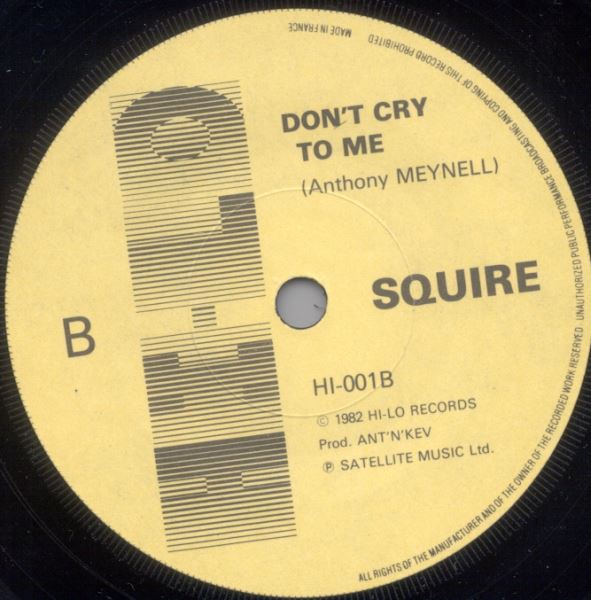 DON'T CRY
TO ME
(Anthony MEYNELL)
SQUIRE
B
HI-LO
HI-001B
© 1982 HI-LO RECORDS
Prod. ANT'N'KEV
℗ SATELLITE MUSIC Ltd.
ALL RIGHTS OF THE MANUFACTURER AND OF THE OWNER OF THE RECORDED WORK RESERVED. UNAUTHORIZED PUBLIC PERFORMANCE BROADCASTING AND COPYING OF THIS RECORD PROHIBITED
MADE IN FRANCE